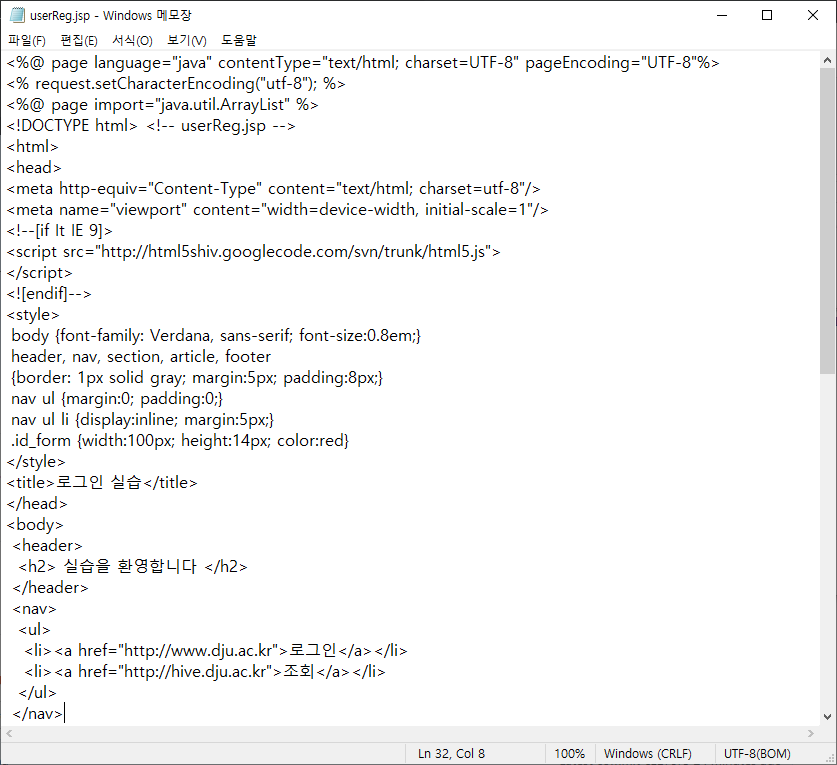 userReg.jsp - Windows 메모장
파일(F) 편집(E) 서식(O) 보기(V) 도움말
<%@ page language="java" contentType="text/html; charset=UTF-8" pageEncoding="UTF-8"%>
<% request.setCharacterEncoding("utf-8"); %>
<%@ page import="java.util.ArrayList" %>
<!DOCTYPE html> <!-- userReg.jsp -->
<html>
<head>
<meta http-equiv="Content-Type" content="text/html; charset=utf-8"/>
<meta name="viewport" content="width=device-width, initial-scale=1"/>
<!--[if lt IE 9]>
<script src="http://html5shiv.googlecode.com/svn/trunk/html5.js">
</script>
<![endif]-->
<style>
 body {font-family: Verdana, sans-serif; font-size:0.8em;}
 header, nav, section, article, footer
 {border: 1px solid gray; margin:5px; padding:8px;}
 nav ul {margin:0; padding:0;}
 nav ul li {display:inline; margin:5px;}
 .id_form {width:100px; height:14px; color:red}
</style>
<title>로그인 실습</title>
</head>
<body>
 <header>
  <h2> 실습을 환영합니다 </h2>
 </header>
 <nav>
  <ul>
   <li><a href="http://www.dju.ac.kr">로그인</a></li>
   <li><a href="http://hive.dju.ac.kr">조회</a></li>
  </ul>
 </nav>
Ln 32, Col 8 100% Windows (CRLF) UTF-8(BOM)